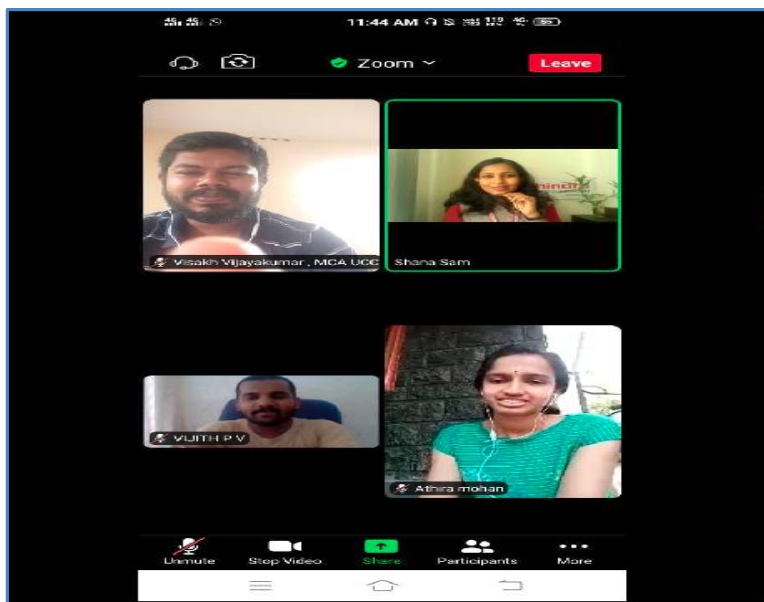 11:44 AM
Zoom
Leave
Visakh Vijayakumar, MCA UCC
Shana Sam
VIJITH P V
Athira mohan
Unmute Stop Video Share Participants More